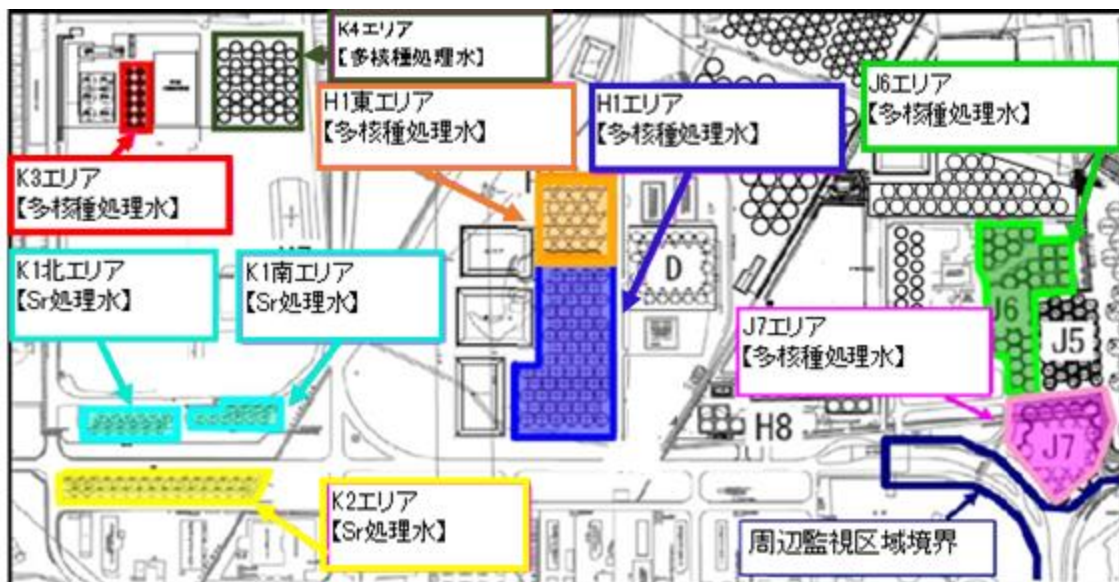 K4エリア
【多核種処理水】
H1東エリア
【多核種処理水】
H1エリア
【多核種処理水】
J6エリア
【多核種処理水】
K3エリア
【多核種処理水】
K1北エリア
【Sr処理水】
K1南エリア
【Sr処理水】
D
J7エリア
【多核種処理水】
J6
J5
H8
J7
K2エリア
【Sr処理水】
周辺監視区域境界